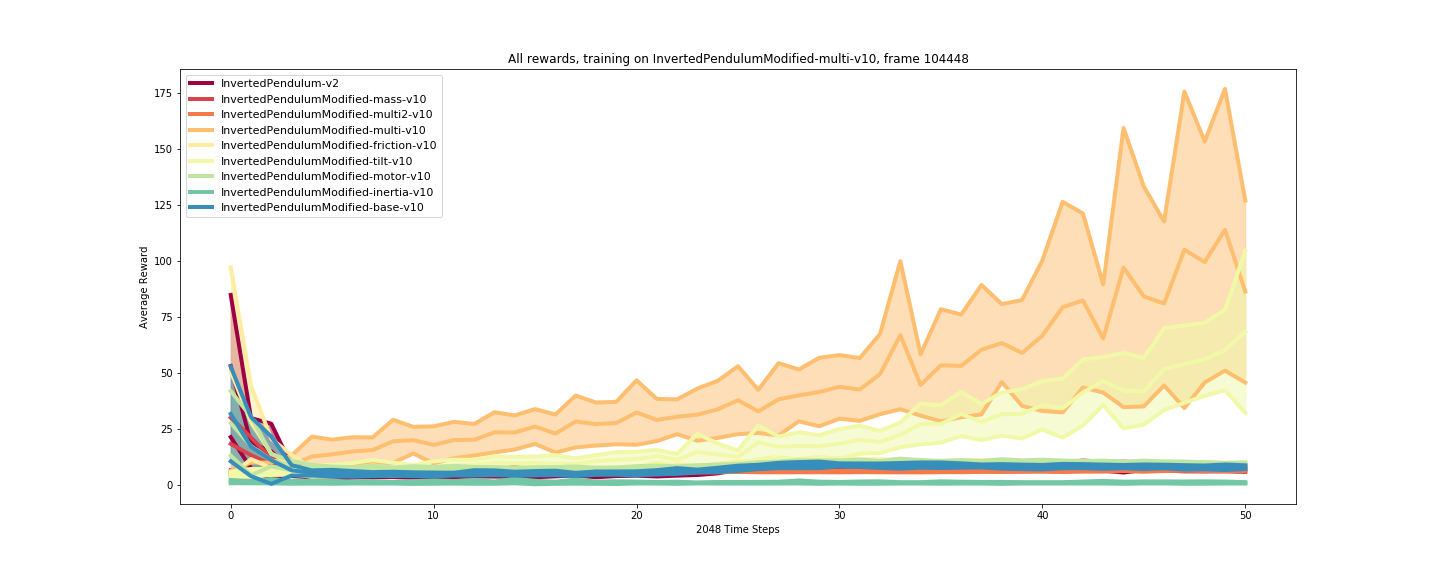 All rewards, training on InvertedPendulumModified-multi-v10, frame 104448
InvertedPendulum-v2
InvertedPendulumModified-mass-v10
InvertedPendulumModified-multi2-v10
InvertedPendulumModified-multi-v10
InvertedPendulumModified-friction-v10
InvertedPendulumModified-tilt-v10
InvertedPendulumModified-motor-v10
InvertedPendulumModified-inertia-v10
InvertedPendulumModified-base-v10
Average Reward
175
150
125
100
75
50
25
0
0 10 20 30 40 50
2048 Time Steps